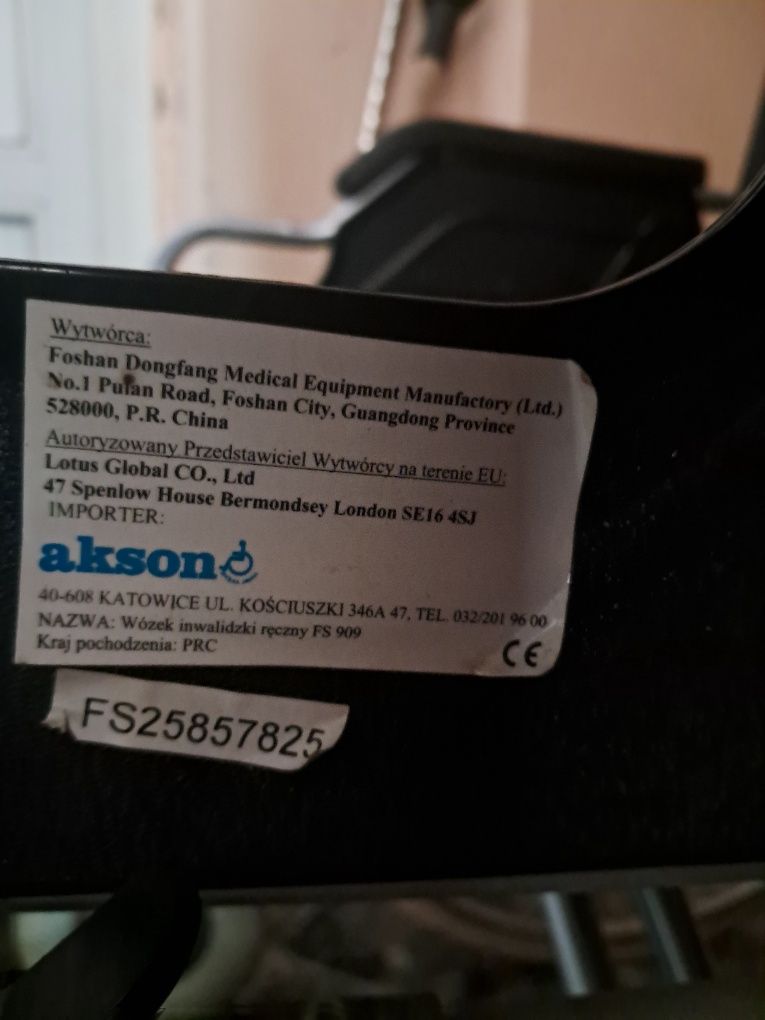 Wytwórca:
Foshan Dongfang Medical Equipment Manufactory (Ltd.)
No.1 Pulan Road, Foshan City, Guangdong Province
528000, P.R. China
Autoryzowany Przedstawiciel Wytwórcy na terenie EU:
Lotus Global CO., Ltd
47 Spenlow House Bermondsey London SE16 4SJ
IMPORTER:
akson
40-608 KATOWICE UL. KOŚCIUSZKI 346A 47, TEL. 032/201 96 00
NAZWA: Wózek inwalidzki ręczny FS 909
Kraj pochodzenia: PRC
CE
FS25857825